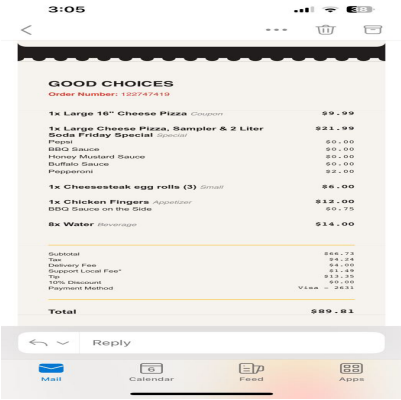 3:05
38
GOOD CHOICES
Order Number: 122747419
1x Large 16" Cheese Pizza Coupon $9.99
1x Large Cheese Pizza, Sampler & 2 Liter $21.99
Soda Friday Special Special
Pepsi $0.00
BBQ Sauce $0.00
Honey Mustard Sauce $0.00
Buffalo Sauce $0.00
Pepperoni $2.00
1x Cheesesteak egg rolls (3) Small $6.00
1x Chicken Fingers Appetizer $12.00
BBQ Sauce on the Side $0.75
8x Water Beverage $14.00
Subtotal $66.73
Tax $4.24
Delivery Fee $4.00
Support Local Fee* $1.49
Tip $13.35
10% Discount $0.00
Payment Method Visa - 2631
Total $89.81
Reply
6
Mail Calendar Feed Apps